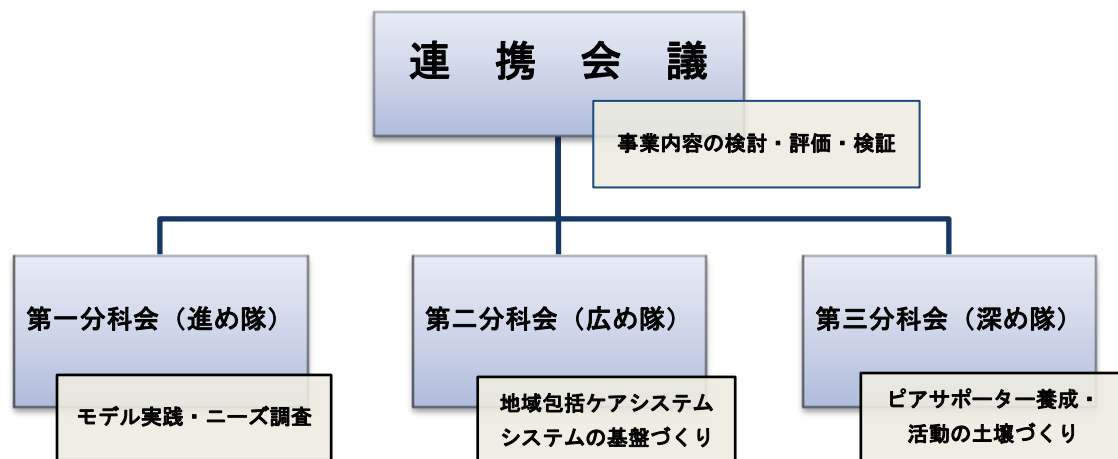 連　携　会　議
事業内容の検討・評価・検証
第一分科会（進め隊）
第二分科会（広め隊）
第三分科会（深め隊）
モデル実践・ニーズ調査
地域包括ケアシステム
システムの基盤づくり
ピアサポーター養成・
活動の土壌づくり